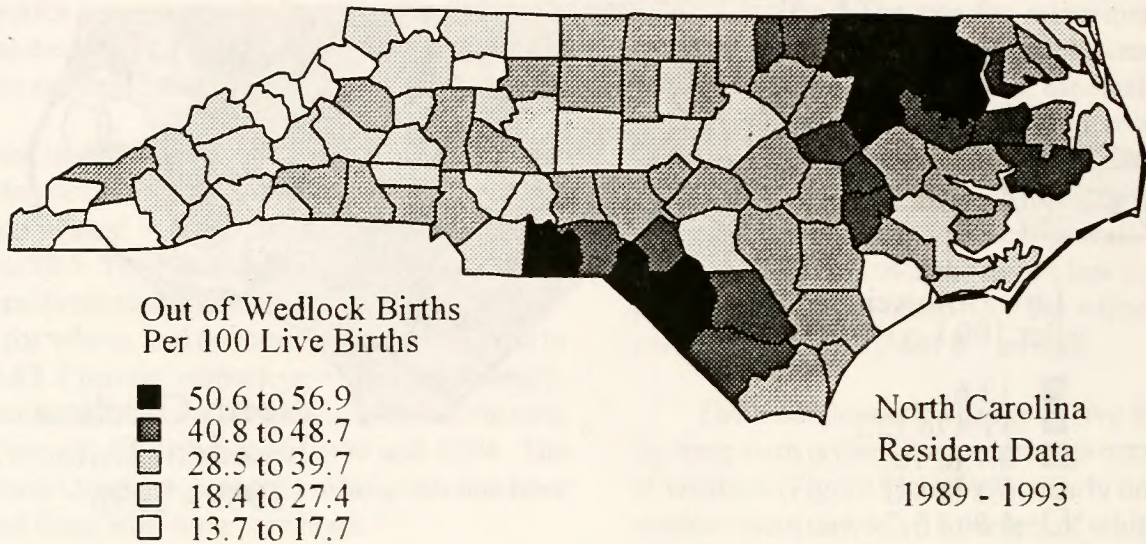 Out of Wedlock Births
Per 100 Live Births
50.6 to 56.9
40.8 to 48.7
28.5 to 39.7
18.4 to 27.4
13.7 to 17.7
North Carolina
Resident Data
1989 - 1993